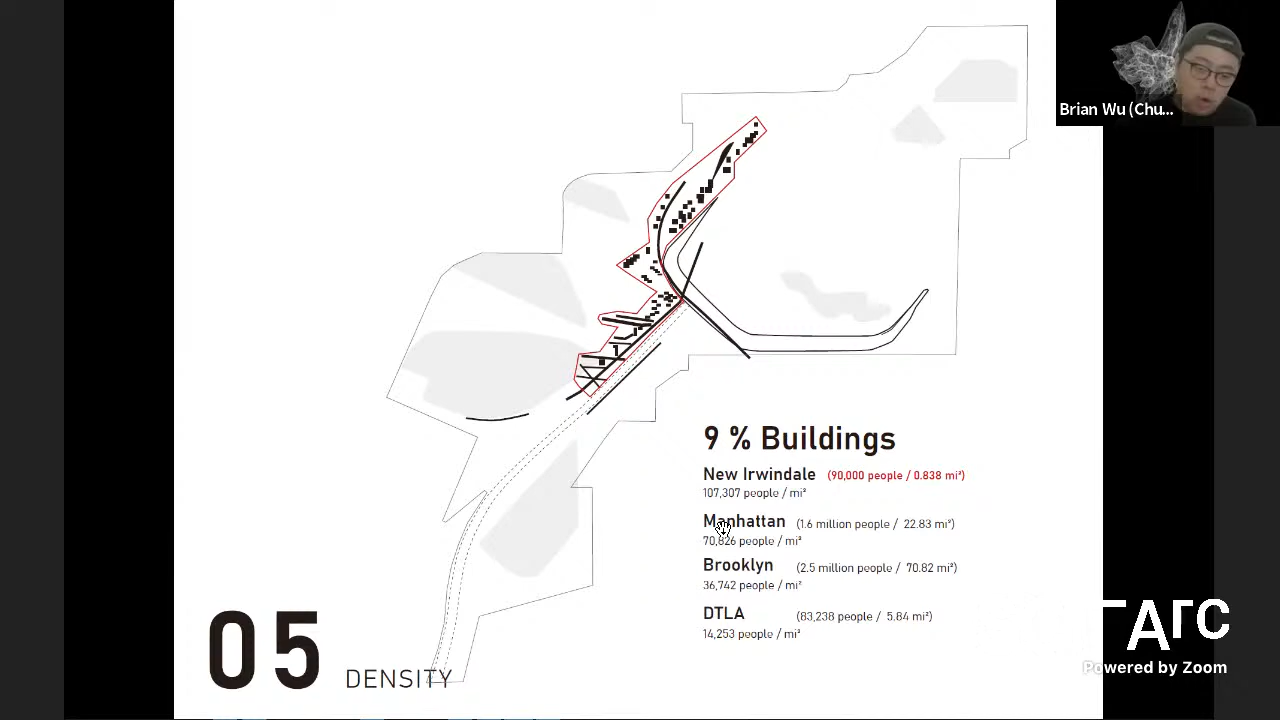 Brian Wu (Chu...
9 % Buildings
New Irwindale (90,000 people / 0.838 mi²)
107,307 people / mi²
Manhattan (1.6 million people / 22.83 mi²)
70,826 people / mi²
Brooklyn (2.5 million people / 70.82 mi²)
36,742 people / mi²
DTLA (83,238 people / 5.84 mi²)
14,253 people / mi²
05 DENSITY
Powered by Zoom